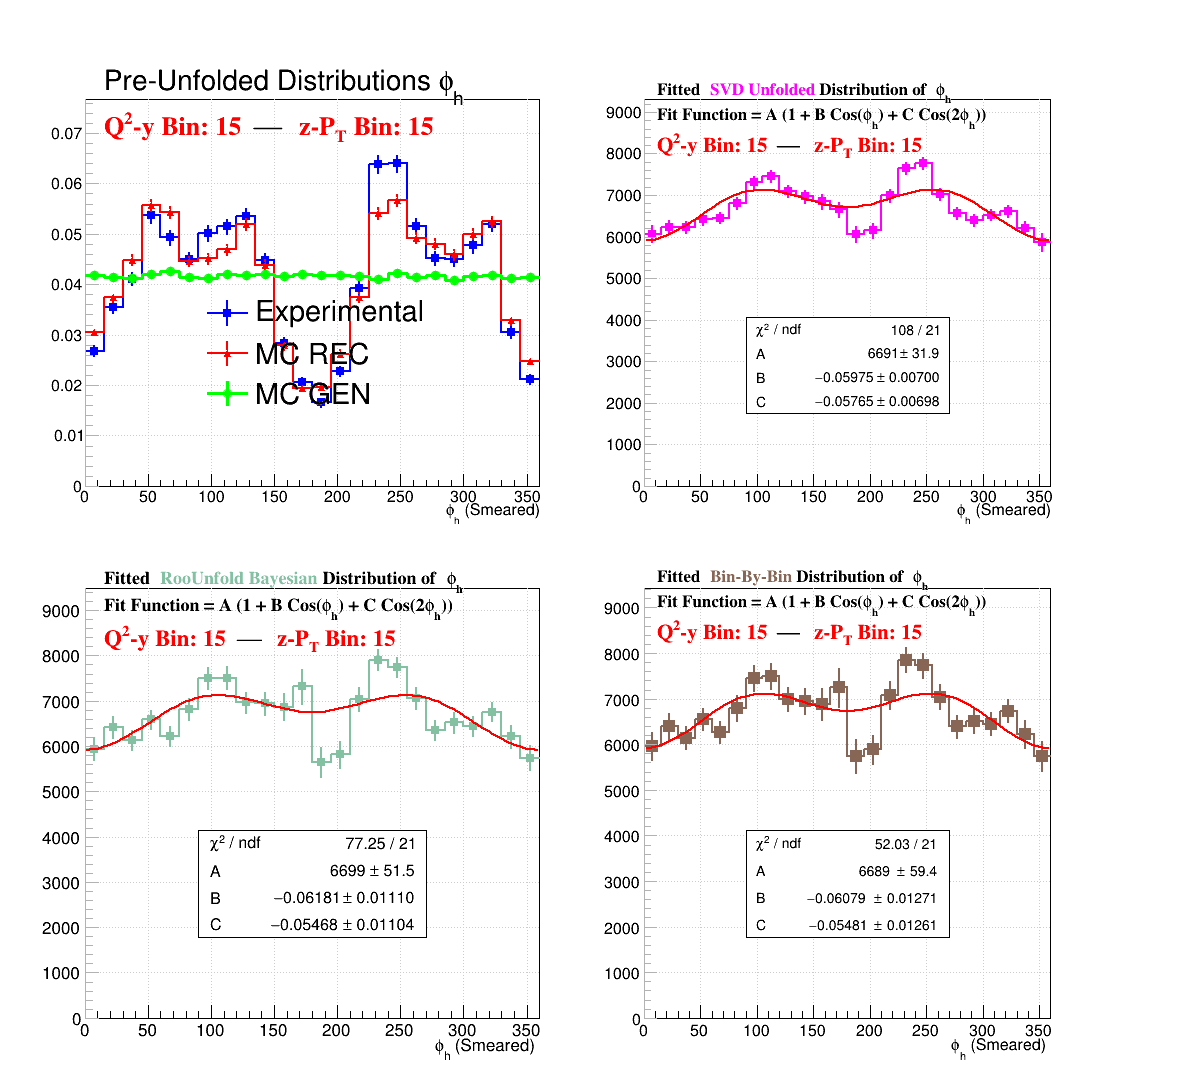 Pre-Unfolded Distributions ϕh
Q²-y Bin: 15 — z-PT Bin: 15
0.07
0.06
0.05
0.04
0.03
0.02
0.01
0
Experimental
MC REC
MC GEN
0 50 100 150 200 250 300 350
ϕh (Smeared)
Fitted SVD Unfolded Distribution of ϕh
Fit Function = A (1 + B Cos(ϕh) + C Cos(2ϕh))
Q²-y Bin: 15 — z-PT Bin: 15
9000
8000
7000
6000
5000
4000
3000
2000
1000
0
χ² / ndf 108 / 21
A 6691 ± 31.9
B −0.05975 ± 0.00700
C −0.05765 ± 0.00698
0 50 100 150 200 250 300 350
ϕh (Smeared)
Fitted RooUnfold Bayesian Distribution of ϕh
Fit Function = A (1 + B Cos(ϕh) + C Cos(2ϕh))
Q²-y Bin: 15 — z-PT Bin: 15
9000
8000
7000
6000
5000
4000
3000
2000
1000
0
χ² / ndf 77.25 / 21
A 6699 ± 51.5
B −0.06181 ± 0.01110
C −0.05468 ± 0.01104
0 50 100 150 200 250 300 350
ϕh (Smeared)
Fitted Bin-By-Bin Distribution of ϕh
Fit Function = A (1 + B Cos(ϕh) + C Cos(2ϕh))
Q²-y Bin: 15 — z-PT Bin: 15
9000
8000
7000
6000
5000
4000
3000
2000
1000
0
χ² / ndf 52.03 / 21
A 6689 ± 59.4
B −0.06079 ± 0.01271
C −0.05481 ± 0.01261
0 50 100 150 200 250 300 350
ϕh (Smeared)